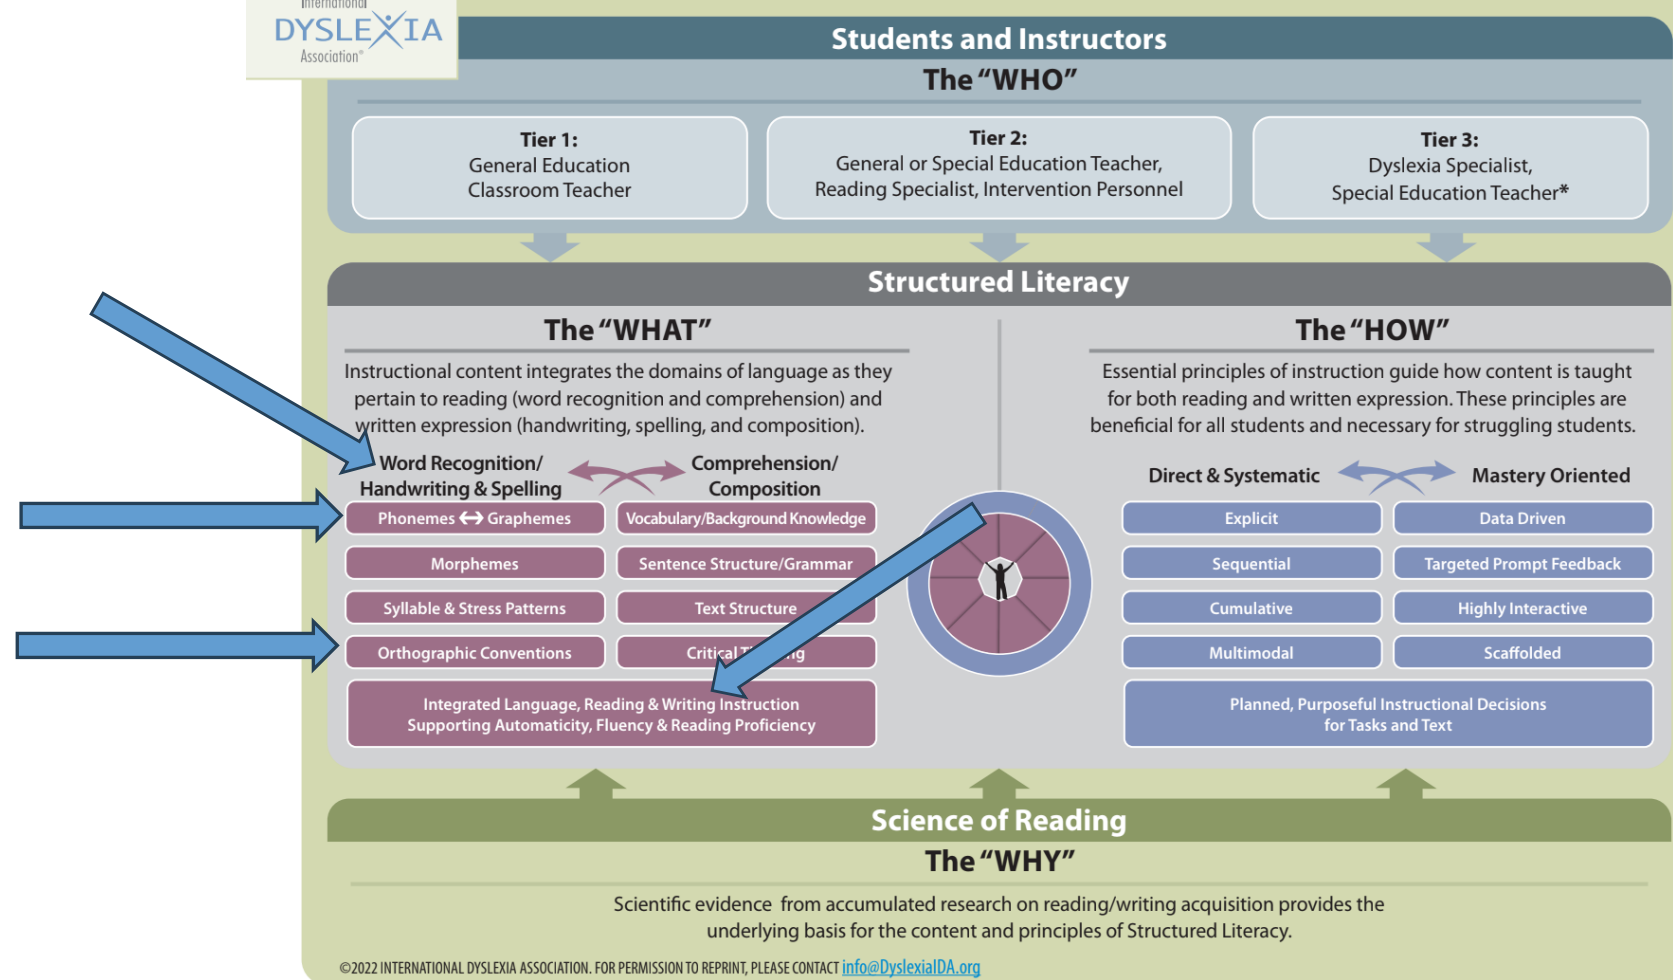 International
DYSLEXIA
Association®
Students and Instructors
The “WHO”
Tier 1:
General Education
Classroom Teacher
Tier 2:
General or Special Education Teacher,
Reading Specialist, Intervention Personnel
Tier 3:
Dyslexia Specialist,
Special Education Teacher*
Structured Literacy
The “WHAT”
Instructional content integrates the domains of language as they
pertain to reading (word recognition and comprehension) and
written expression (handwriting, spelling, and composition).
Word Recognition/
Handwriting & Spelling
Phonemes ↔ Graphemes
Morphemes
Syllable & Stress Patterns
Orthographic Conventions
Comprehension/
Composition
Vocabulary/Background Knowledge
Sentence Structure/Grammar
Text Structure
Critical
Integrated Language, Reading & Writing Instruction
Supporting Automaticity, Fluency & Reading Proficiency
The “HOW”
Essential principles of instruction guide how content is taught
for both reading and written expression. These principles are
beneficial for all students and necessary for struggling students.
Direct & Systematic
Explicit
Sequential
Cumulative
Multimodal
Mastery Oriented
Data Driven
Targeted Prompt Feedback
Highly Interactive
Scaffolded
Planned, Purposeful Instructional Decisions
for Tasks and Text
Science of Reading
The “WHY”
Scientific evidence from accumulated research on reading/writing acquisition provides the
underlying basis for the content and principles of Structured Literacy.
©2022 INTERNATIONAL DYSLEXIA ASSOCIATION. FOR PERMISSION TO REPRINT, PLEASE CONTACT info@DyslexiaIDA.org